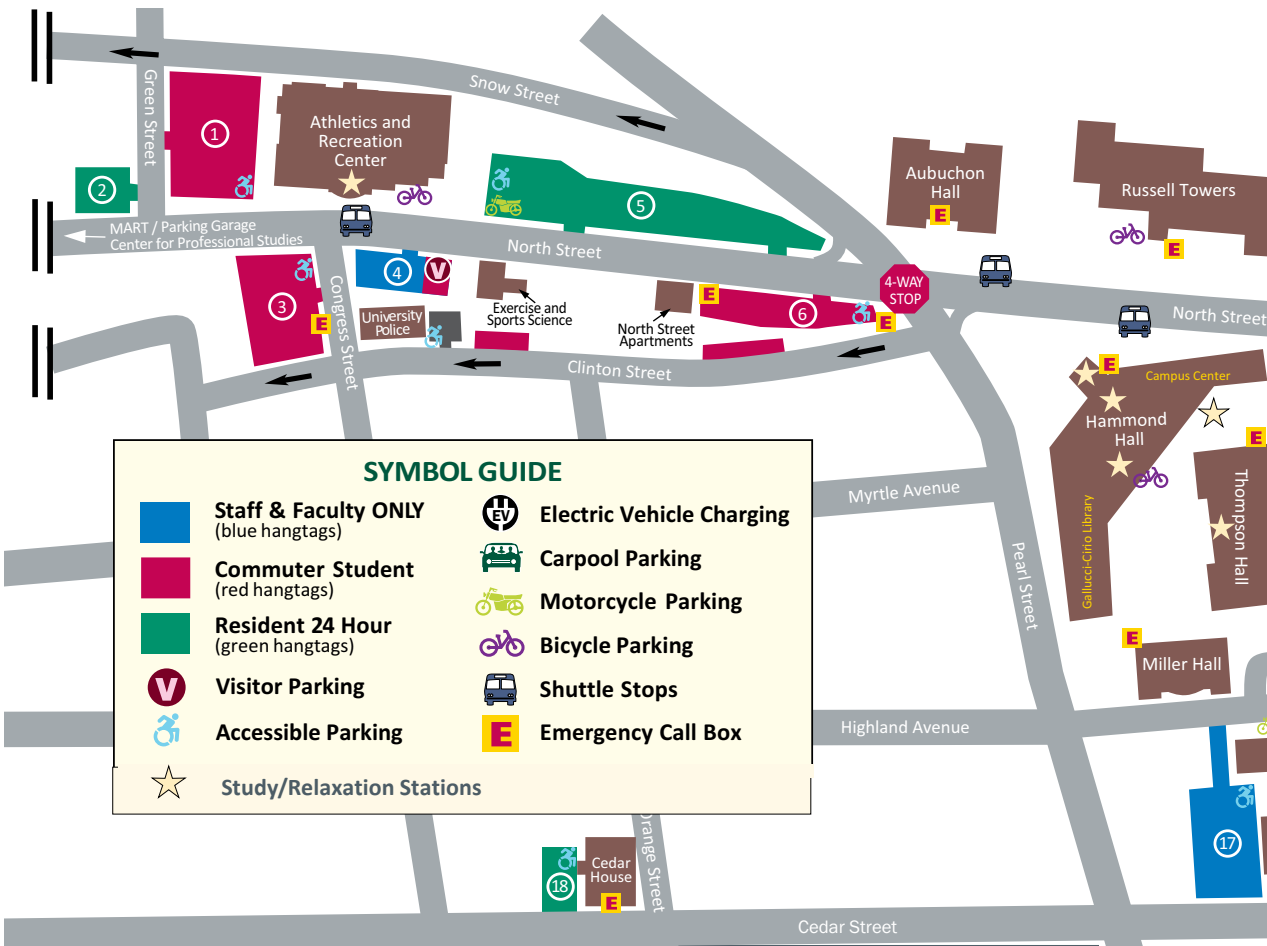 Snow Street
Green Street
1
Athletics and
Recreation
Center
2
5
Aubuchon
Hall
E
Russell Towers
E
MART / Parking Garage
Center for Professional Studies
North Street
4-WAY
STOP
North Street
3
E
Congress Street
4
V
University
Police
Exercise and
Sports Science
North Street
Apartments
E
6
E
Clinton Street
E
Campus Center
Hammond
Hall
E
Gallucci-Cirio Library
Thompson Hall
Myrtle Avenue
Pearl Street
E
Miller Hall
Highland Avenue
17
SYMBOL GUIDE
Staff & Faculty ONLY
(blue hangtags)
Commuter Student
(red hangtags)
Resident 24 Hour
(green hangtags)
V
Visitor Parking
Accessible Parking
Study/Relaxation Stations
EV
Electric Vehicle Charging
Carpool Parking
Motorcycle Parking
Bicycle Parking
Shuttle Stops
E
Emergency Call Box
18
Cedar
House
E
Orange Street
Cedar Street